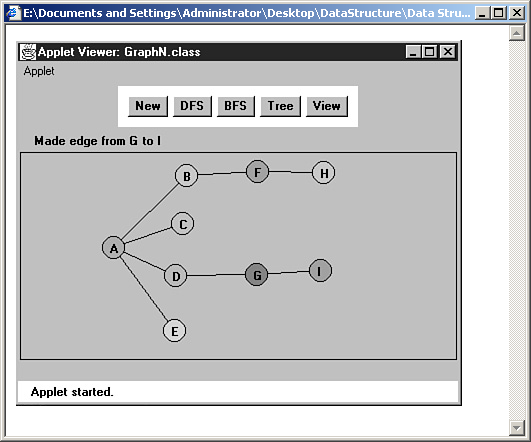 E:\Documents and Settings\Administrator\Desktop\DataStructure\Data Stru...
Applet Viewer: GraphN.class
Applet
New DFS BFS Tree View
Made edge from G to I
B F H
C
A
D G I
E
Applet started.